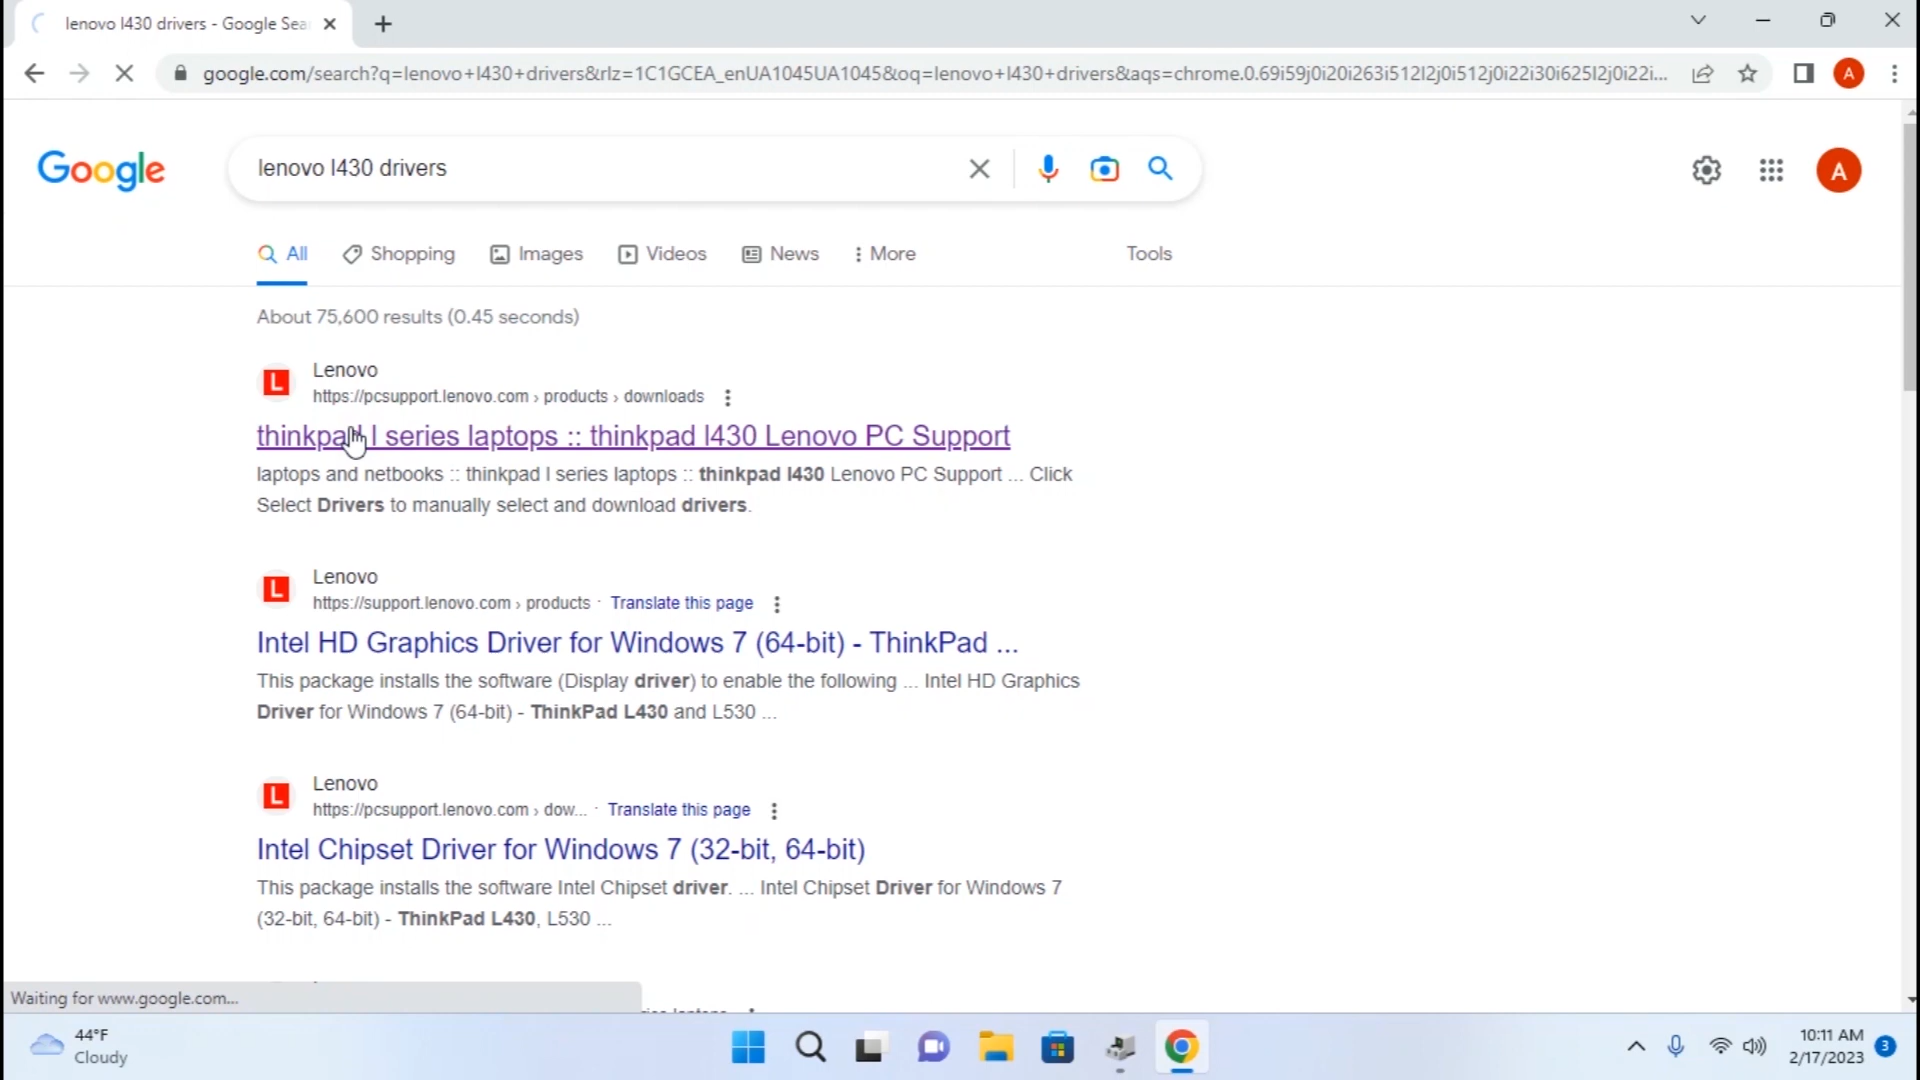 lenovo l430 drivers - Google Sea
google.com/search?q=lenovo+l430+drivers&rlz=1C1GCEA_enUA1045UA1045&oq=lenovo+l430+drivers&aqs=chrome.0.69i59j0i20i263i512l2j0i512j0i22i30i625l2j0i22i...
A
Google
lenovo l430 drivers
A
All
Shopping
Images
Videos
News
More
Tools
About 75,600 results (0.45 seconds)
L
Lenovo
https://pcsupport.lenovo.com › products › downloads
thinkpad l series laptops :: thinkpad l430 Lenovo PC Support
laptops and netbooks :: thinkpad l series laptops :: thinkpad l430 Lenovo PC Support ... Click
Select Drivers to manually select and download drivers.
L
Lenovo
https://support.lenovo.com › products · Translate this page
Intel HD Graphics Driver for Windows 7 (64-bit) - ThinkPad ...
This package installs the software (Display driver) to enable the following ... Intel HD Graphics
Driver for Windows 7 (64-bit) - ThinkPad L430 and L530 ...
L
Lenovo
https://pcsupport.lenovo.com › dow... · Translate this page
Intel Chipset Driver for Windows 7 (32-bit, 64-bit)
This package installs the software Intel Chipset driver. ... Intel Chipset Driver for Windows 7
(32-bit, 64-bit) - ThinkPad L430, L530 ...
Waiting for www.google.com...
44°F
Cloudy
10:11 AM
2/17/2023
3